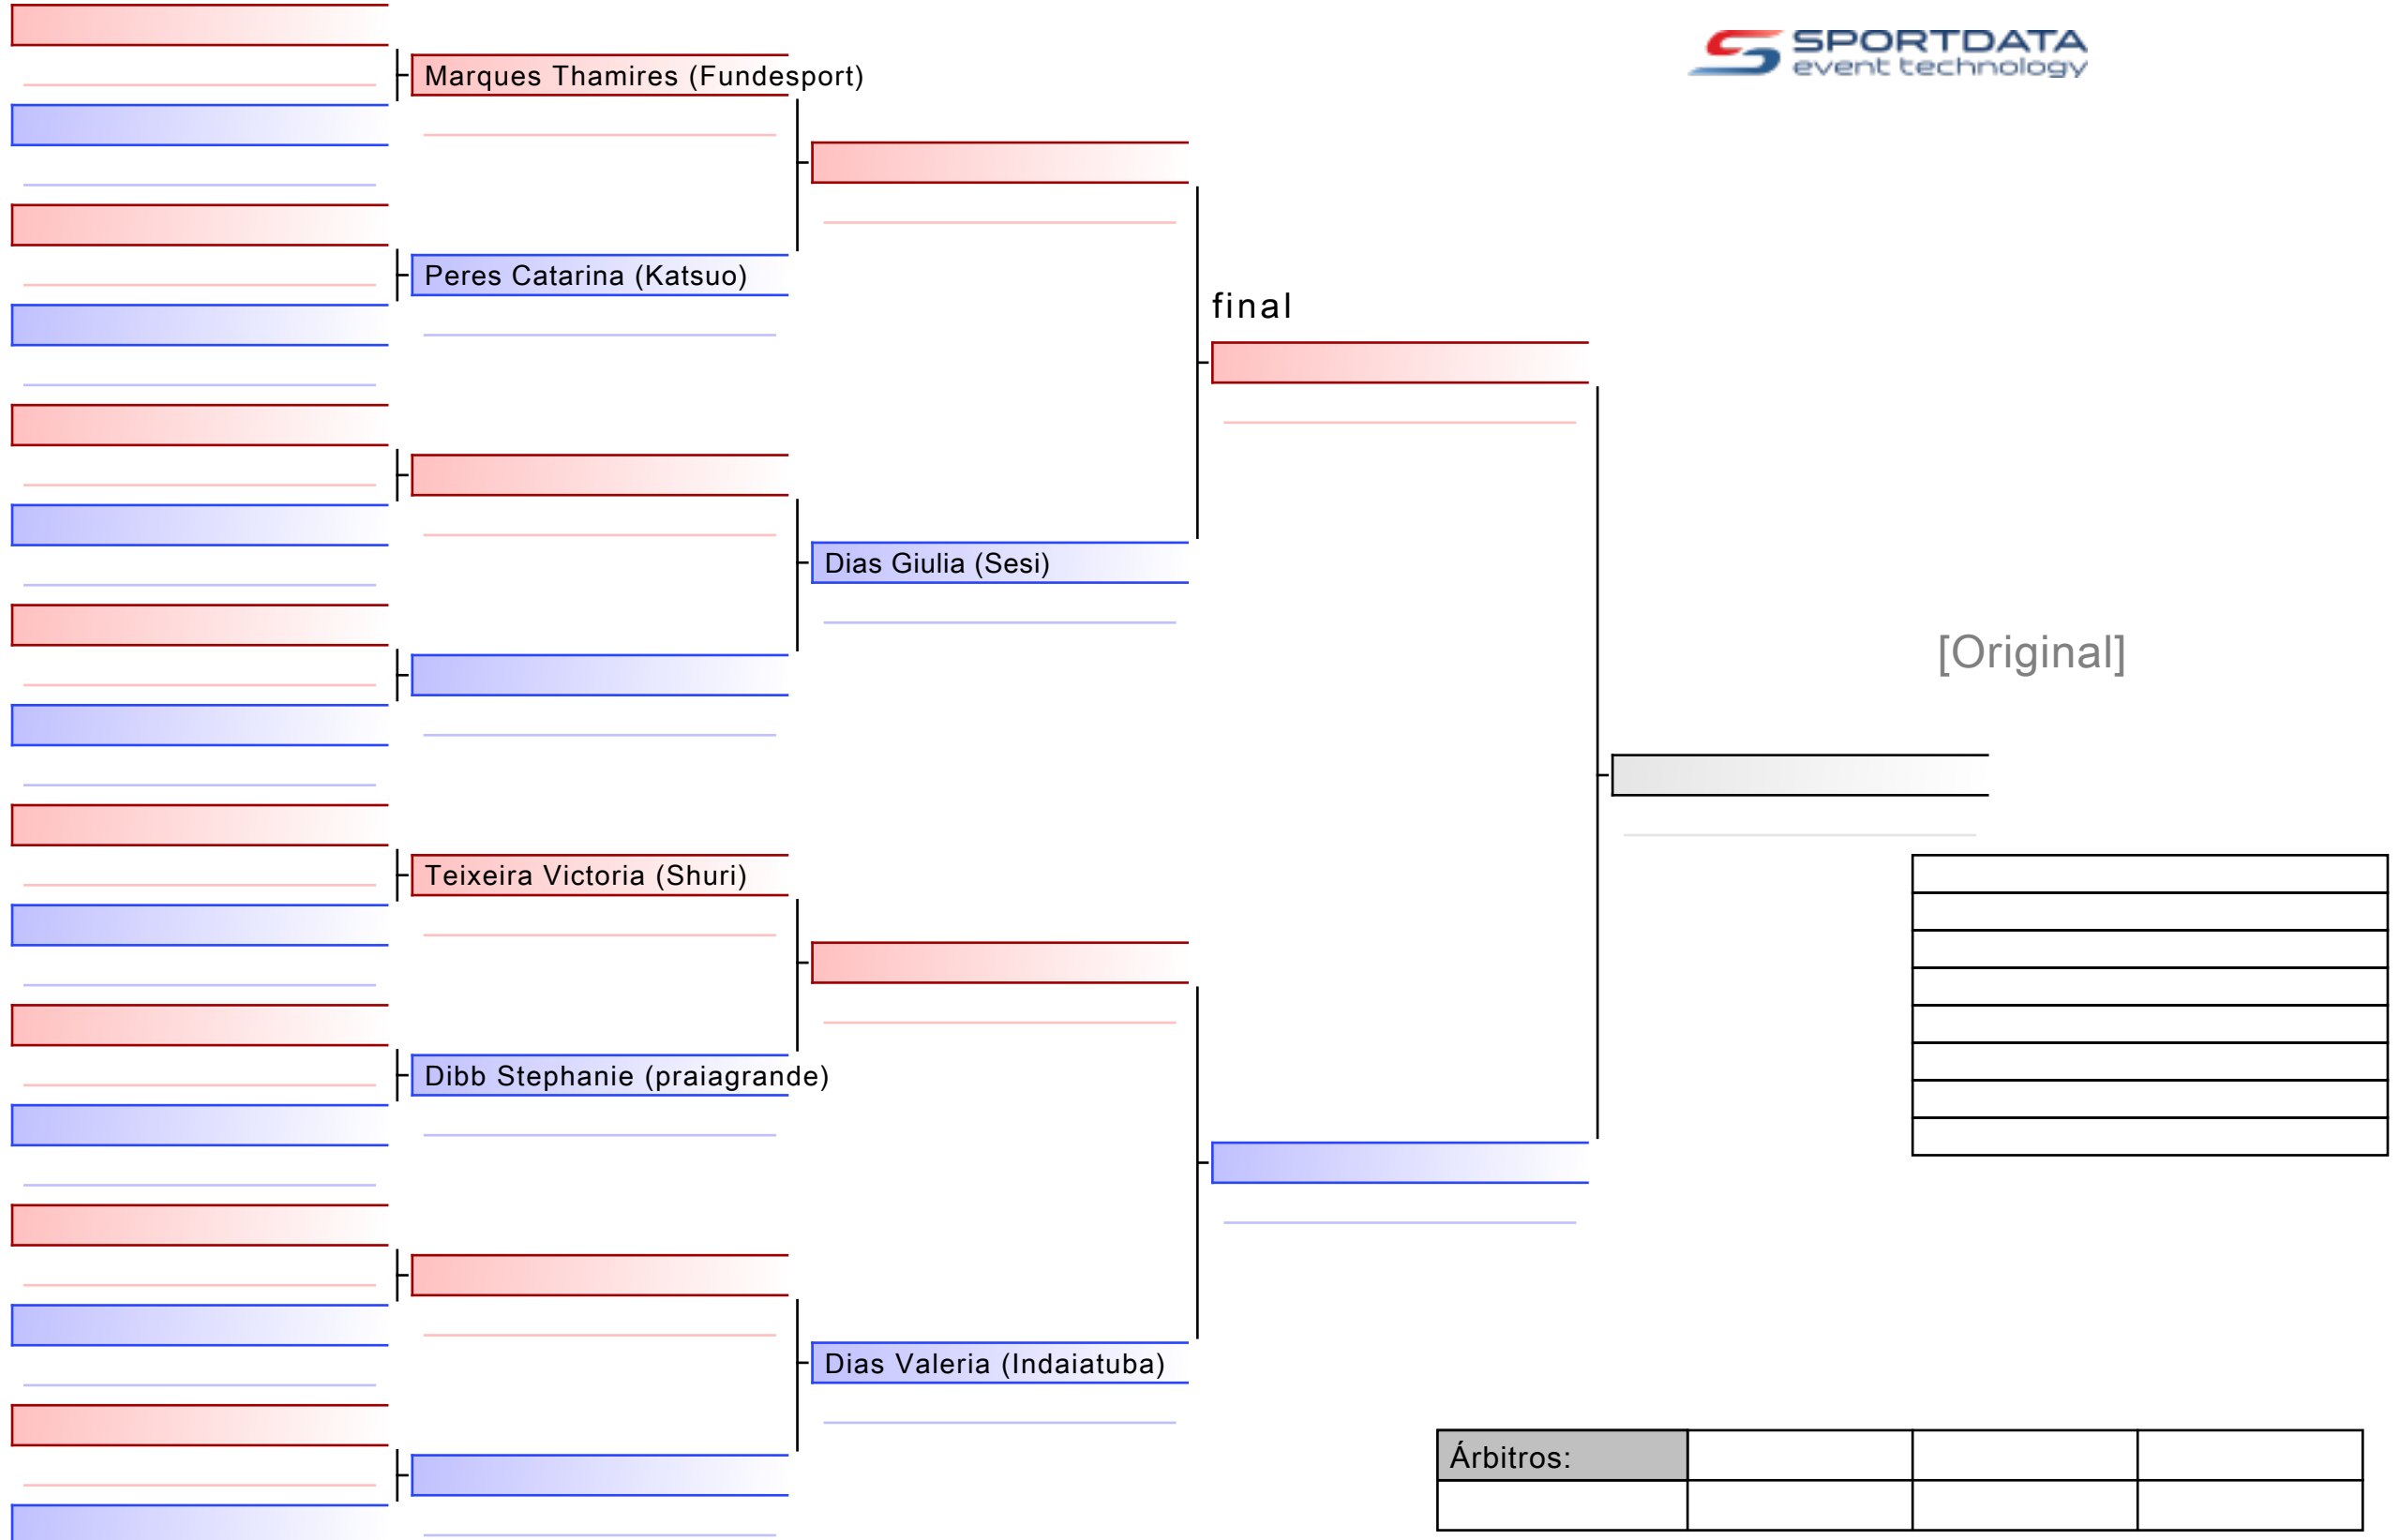 SPORTDATA
event technology
Marques Thamires (Fundesport)
Peres Catarina (Katsuo)
final
Dias Giulia (Sesi)
[Original]
Teixeira Victoria (Shuri)
Dibb Stephanie (praiagrande)
Dias Valeria (Indaiatuba)
Árbitros: